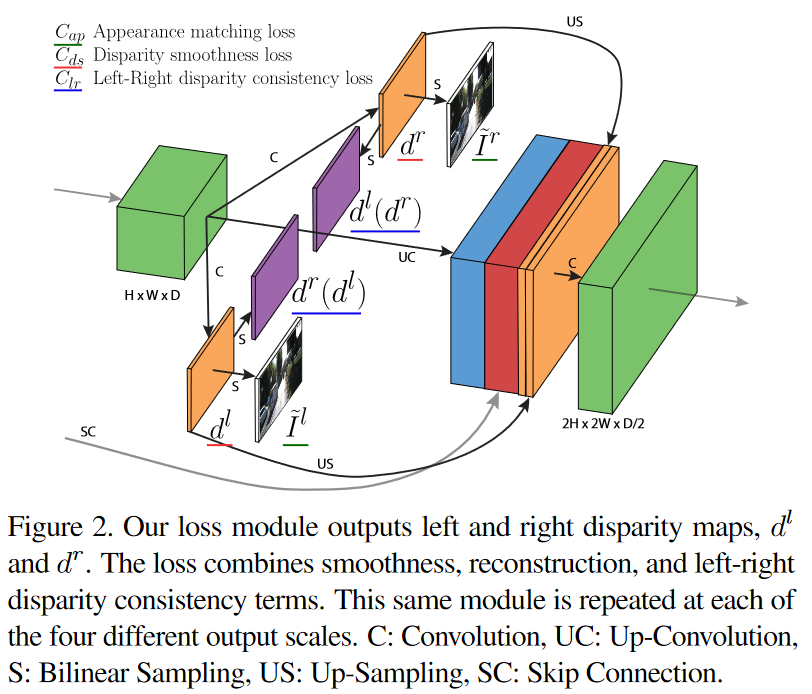 C_ap Appearance matching loss
C_ds Disparity smoothness loss
C_lr Left-Right disparity consistency loss
US
C
S
S
d^r
Ĩ^r
d^l(d^r)
UC
C
H x W x D
C
d^r(d^l)
S
S
d^l
Ĩ^l
2H x 2W x D/2
SC
US
Figure 2. Our loss module outputs left and right disparity maps, d^l
and d^r. The loss combines smoothness, reconstruction, and left-right
disparity consistency terms. This same module is repeated at each of
the four different output scales. C: Convolution, UC: Up-Convolution,
S: Bilinear Sampling, US: Up-Sampling, SC: Skip Connection.